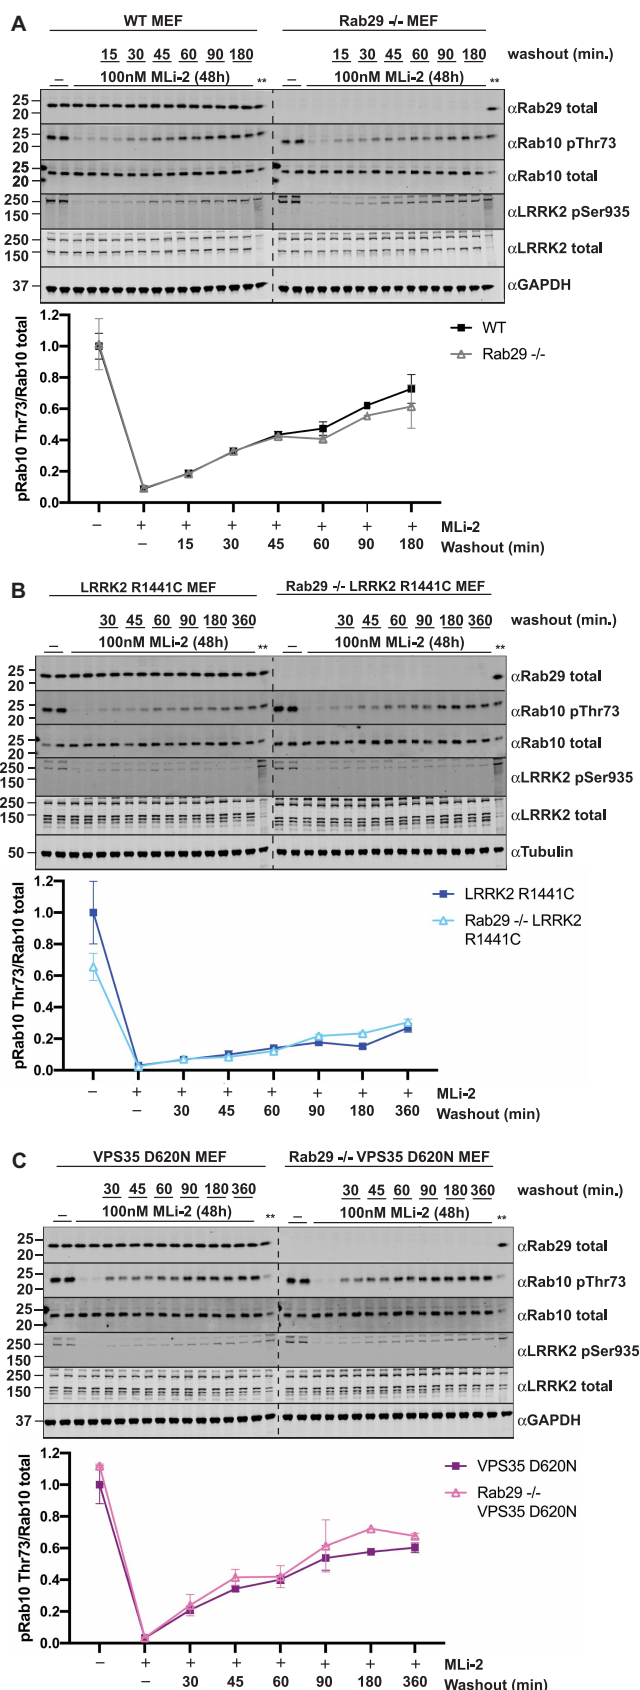 A
WT MEF Rab29 -/- MEF
15 30 45 60 90 180 15 30 45 60 90 180 washout (min.)
– 100nM MLi-2 (48h) ** – 100nM MLi-2 (48h) **
25
20
αRab29 total
25
20
αRab10 pThr73
25
20
αRab10 total
250
150
αLRRK2 pSer935
250
150
αLRRK2 total
37
αGAPDH
pRab10 Thr73/Rab10 total
1.0
0.8
0.6
0.4
0.2
0.0
WT
Rab29 -/-
– + + + + + + + MLi-2
– 15 30 45 60 90 180 Washout (min)
B
LRRK2 R1441C MEF Rab29 -/- LRRK2 R1441C MEF
30 45 60 90 180 360 30 45 60 90 180 360 washout (min.)
– 100nM MLi-2 (48h) ** – 100nM MLi-2 (48h) **
25
20
αRab29 total
25
20
αRab10 pThr73
25
20
αRab10 total
250
150
αLRRK2 pSer935
250
150
αLRRK2 total
50
αTubulin
pRab10 Thr73/Rab10 total
1.2
1.0
0.8
0.6
0.4
0.2
0.0
LRRK2 R1441C
Rab29 -/- LRRK2
R1441C
– + + + + + + + MLi-2
– 30 45 60 90 180 360 Washout (min)
C
VPS35 D620N MEF Rab29 -/- VPS35 D620N MEF
30 45 60 90 180 360 30 45 60 90 180 360 washout (min.)
– 100nM MLi-2 (48h) ** – 100nM MLi-2 (48h) **
25
20
αRab29 total
25
20
αRab10 pThr73
25
20
αRab10 total
250
150
αLRRK2 pSer935
250
150
αLRRK2 total
37
αGAPDH
pRab10 Thr73/Rab10 total
1.2
1.0
0.8
0.6
0.4
0.2
0.0
VPS35 D620N
Rab29 -/-
VPS35 D620N
– + + + + + + + MLi-2
– 30 45 60 90 180 360 Washout (min)